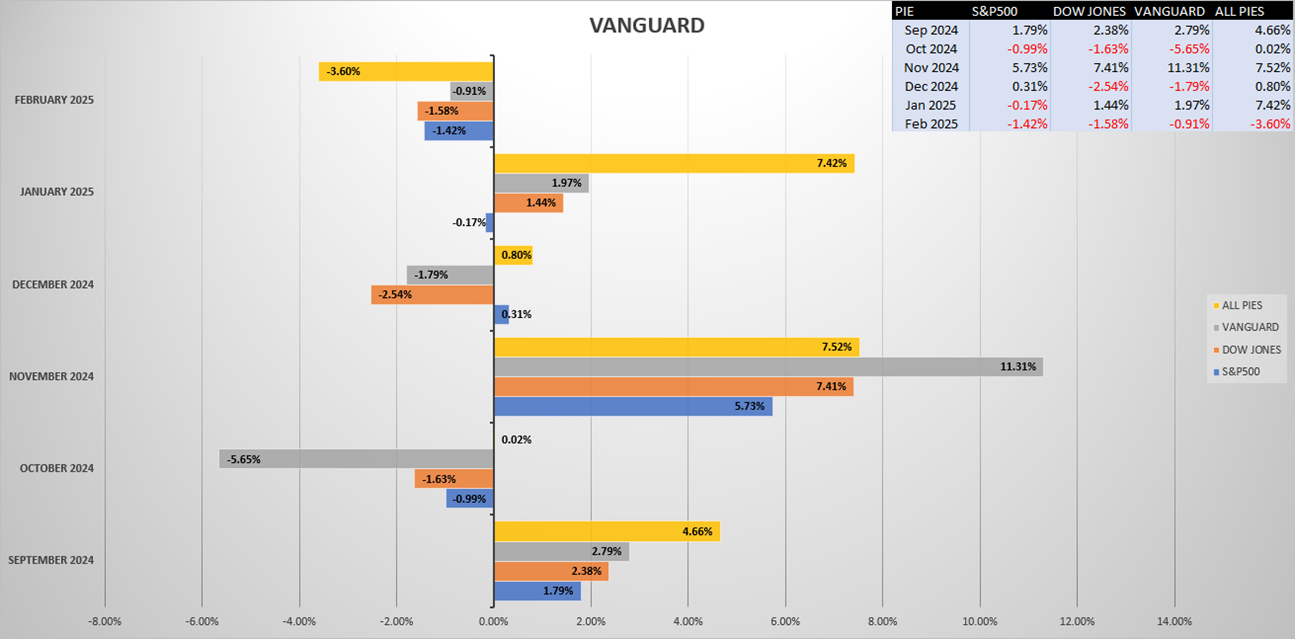 VANGUARD
PIE S&P500 DOW JONES VANGUARD ALL PIES
Sep 2024 1.79% 2.38% 2.79% 4.66%
Oct 2024 -0.99% -1.63% -5.65% 0.02%
Nov 2024 5.73% 7.41% 11.31% 7.52%
Dec 2024 0.31% -2.54% -1.79% 0.80%
Jan 2025 -0.17% 1.44% 1.97% 7.42%
Feb 2025 -1.42% -1.58% -0.91% -3.60%
FEBRUARY 2025
-3.60%
-0.91%
-1.58%
-1.42%
JANUARY 2025
7.42%
1.97%
1.44%
-0.17%
DECEMBER 2024
0.80%
-1.79%
-2.54%
0.31%
NOVEMBER 2024
7.52%
11.31%
7.41%
5.73%
OCTOBER 2024
0.02%
-5.65%
-1.63%
-0.99%
SEPTEMBER 2024
4.66%
2.79%
2.38%
1.79%
-8.00% -6.00% -4.00% -2.00% 0.00% 2.00% 4.00% 6.00% 8.00% 10.00% 12.00% 14.00%
ALL PIES
VANGUARD
DOW JONES
S&P500